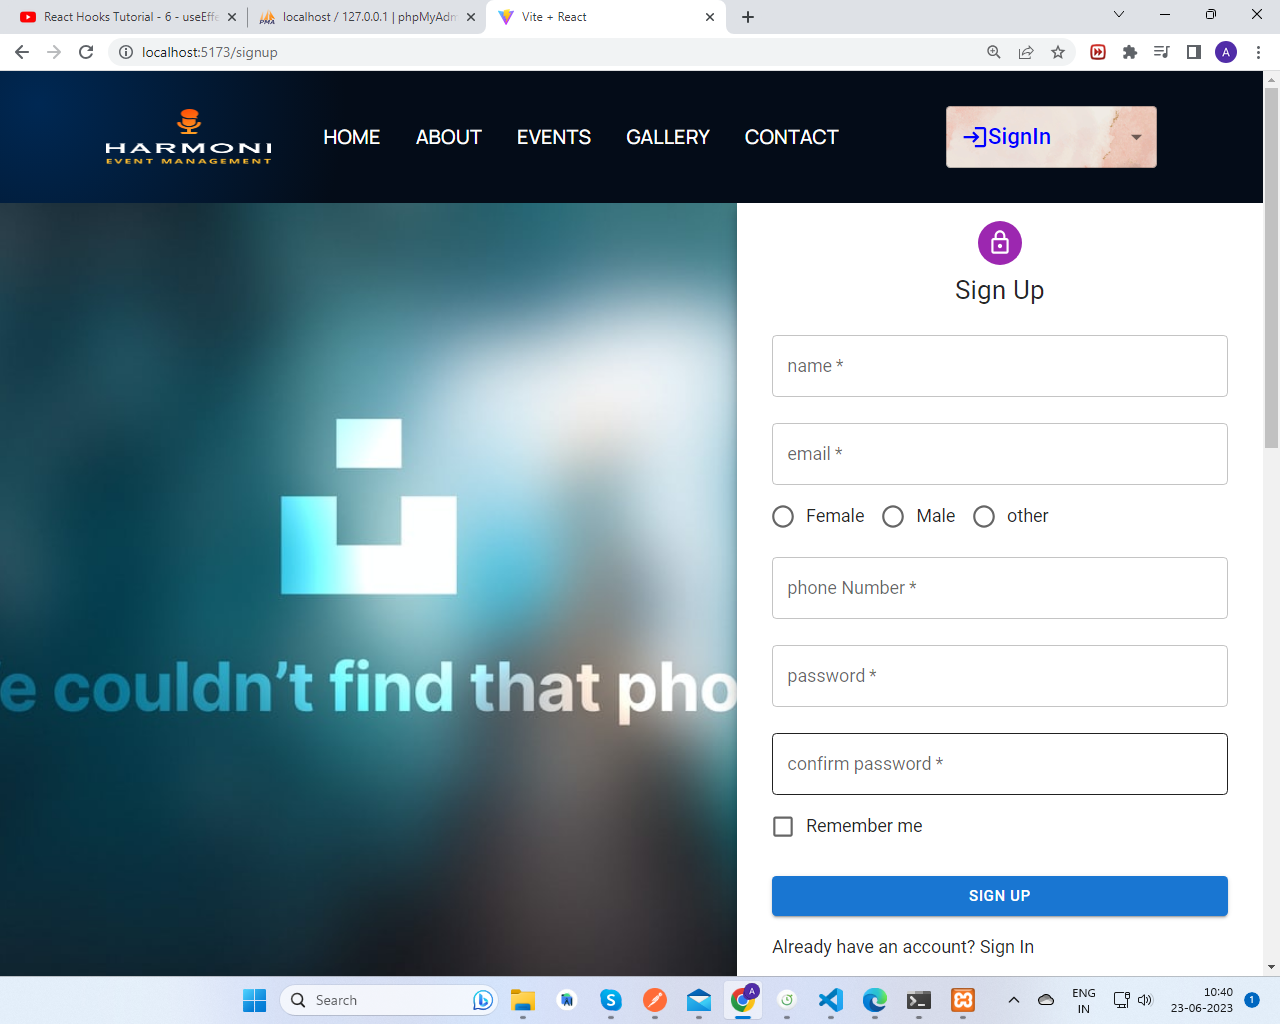 React Hooks Tutorial - 6 - useEffe
localhost / 127.0.0.1 | phpMyAdm
Vite + React
localhost:5173/signup
A
HARMONI
EVENT MANAGEMENT
HOME
ABOUT
EVENTS
GALLERY
CONTACT
SignIn
e couldn't find that pho
Sign Up
name *
email *
Female
Male
other
phone Number *
password *
confirm password *
Remember me
SIGN UP
Already have an account? Sign In
Search
A
ENG
IN
10:40
23-06-2023
1